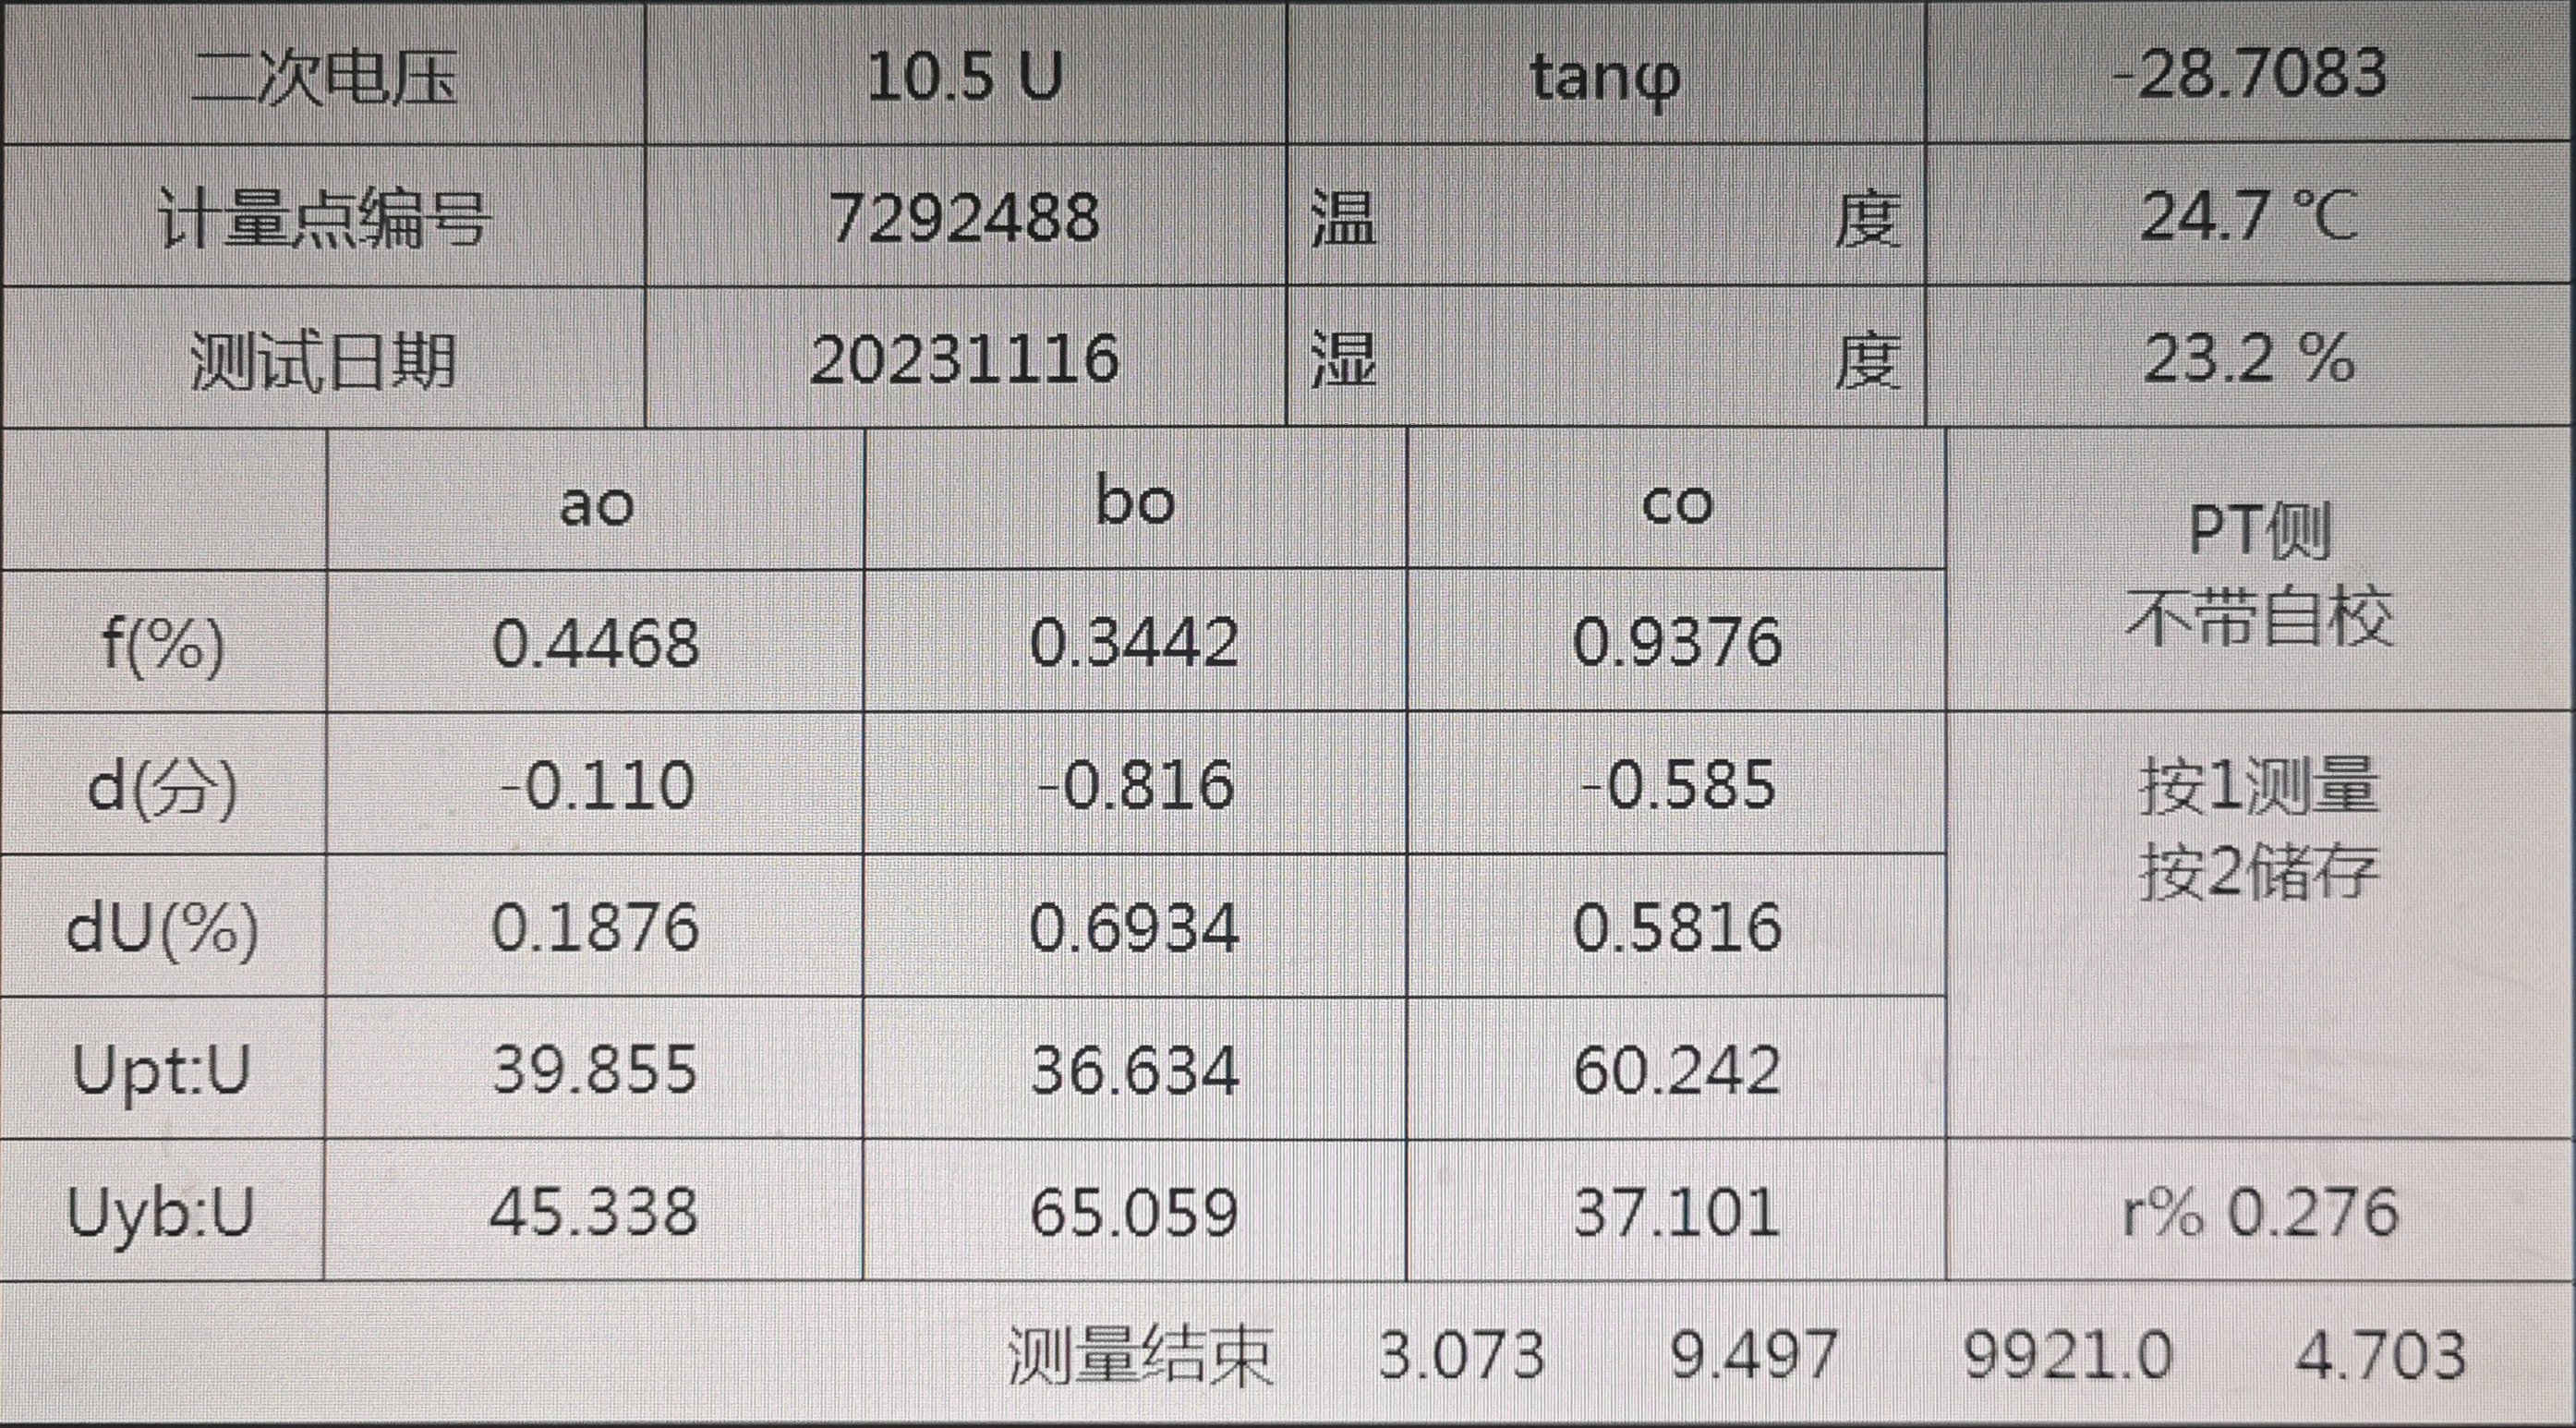 二次电压 10.5 U tanφ -28.7083
计量点编号 7292488 温度 24.7 ℃
测试日期 20231116 湿度 23.2 %
ao bo co PT侧
不带自校
f(%) 0.4468 0.3442 0.9376
d(分) -0.110 -0.816 -0.585 按1测量
按2储存
dU(%) 0.1876 0.6934 0.5816
Upt:U 39.855 36.634 60.242
Uyb:U 45.338 65.059 37.101 r% 0.276
测量结束 3.073 9.497 9921.0 4.703